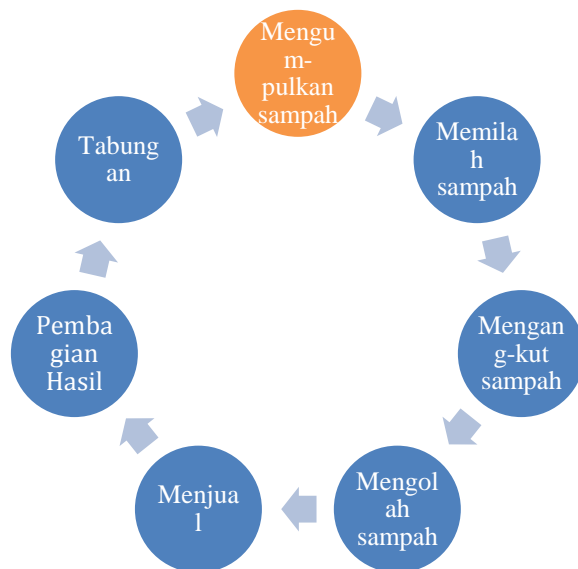 Mengu
m-
pulkan
sampah
Memila
h
sampah
Mengan
g-kut
sampah
Mengol
ah
sampah
Menjua
l
Pemba
gian
Hasil
Tabung
an